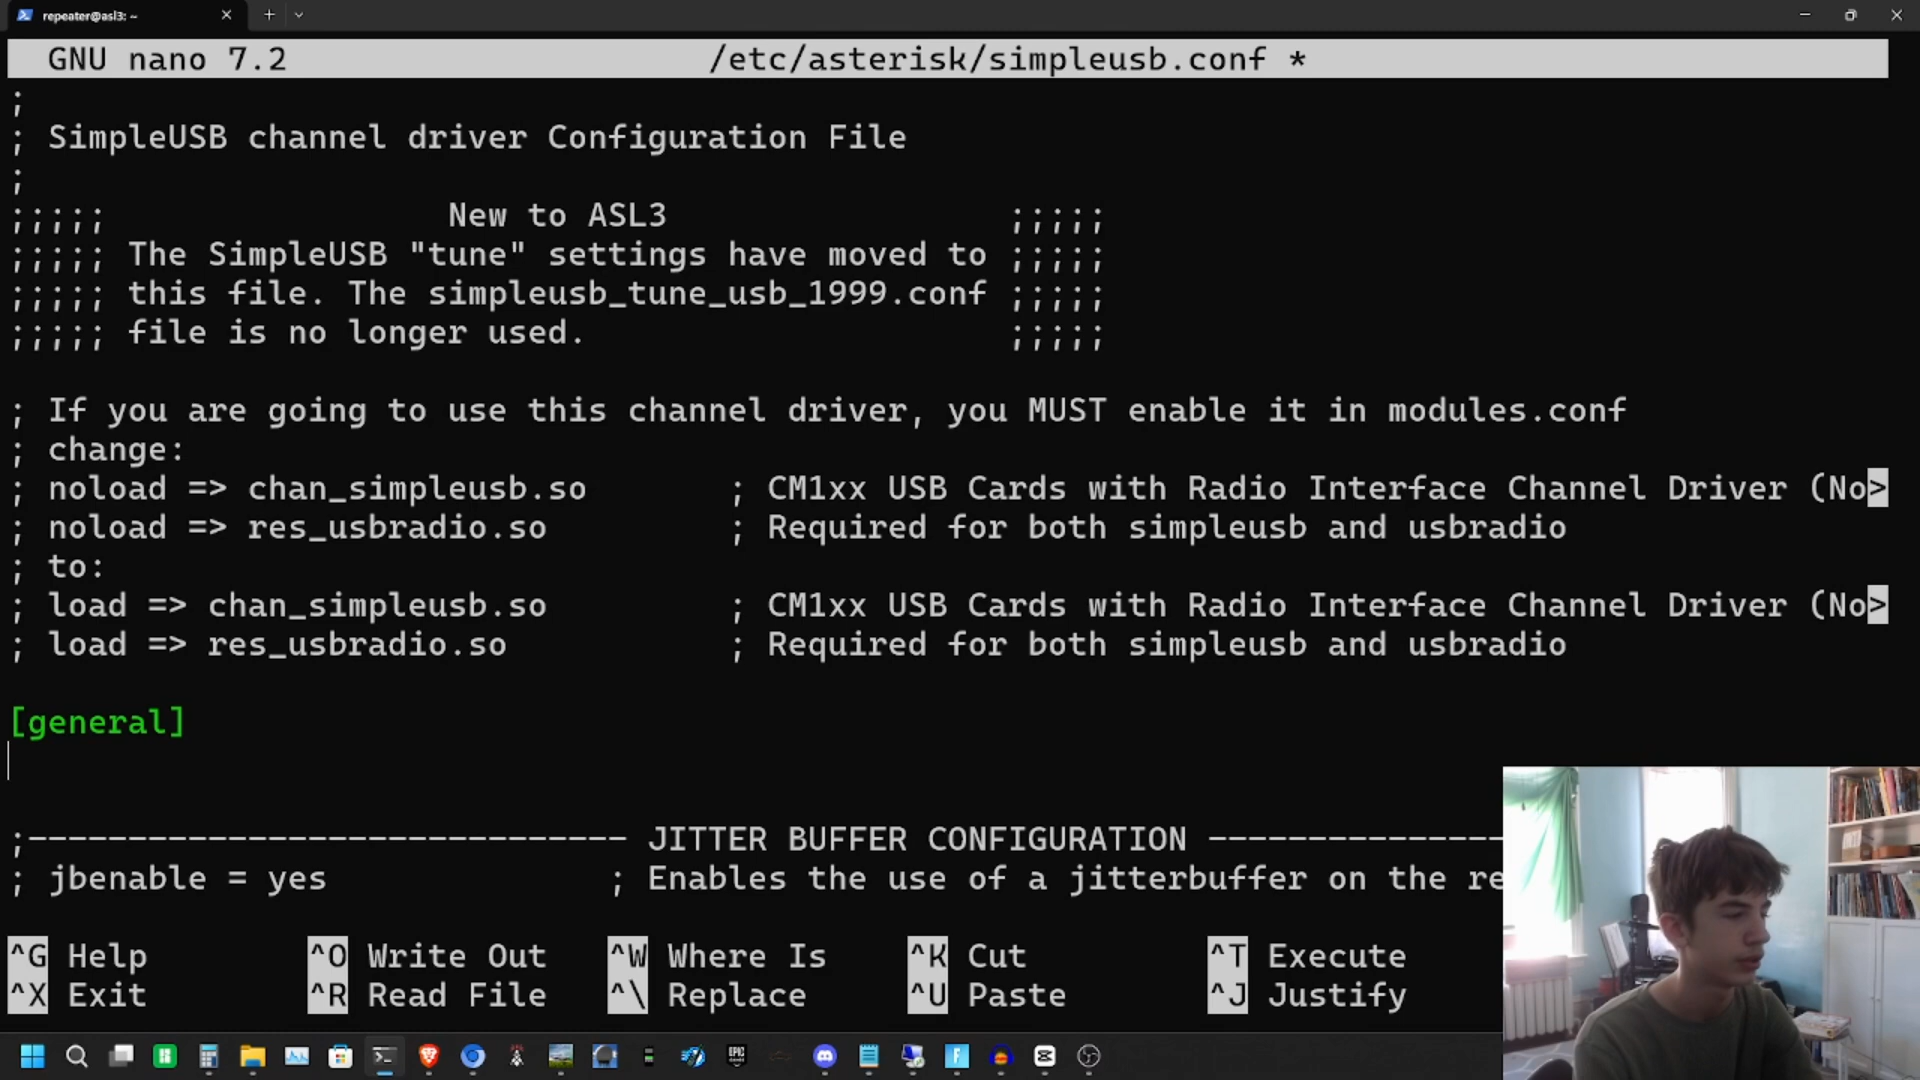 repeater@asl3: ~
GNU nano 7.2 /etc/asterisk/simpleusb.conf *
;
; SimpleUSB channel driver Configuration File
;
;;;;; New to ASL3 ;;;;;
;;;;; The SimpleUSB "tune" settings have moved to ;;;;;
;;;;; this file. The simpleusb_tune_usb_1999.conf ;;;;;
;;;;; file is no longer used. ;;;;;
; If you are going to use this channel driver, you MUST enable it in modules.conf
; change:
; noload => chan_simpleusb.so ; CM1xx USB Cards with Radio Interface Channel Driver (No>
; noload => res_usbradio.so ; Required for both simpleusb and usbradio
; to:
; load => chan_simpleusb.so ; CM1xx USB Cards with Radio Interface Channel Driver (No>
; load => res_usbradio.so ; Required for both simpleusb and usbradio
[general]
;------------------------------ JITTER BUFFER CONFIGURATION ---------------
; jbenable = yes ; Enables the use of a jitterbuffer on the re
^G Help ^O Write Out ^W Where Is ^K Cut ^T Execute
^X Exit ^R Read File ^\ Replace ^U Paste ^J Justify
EPIC